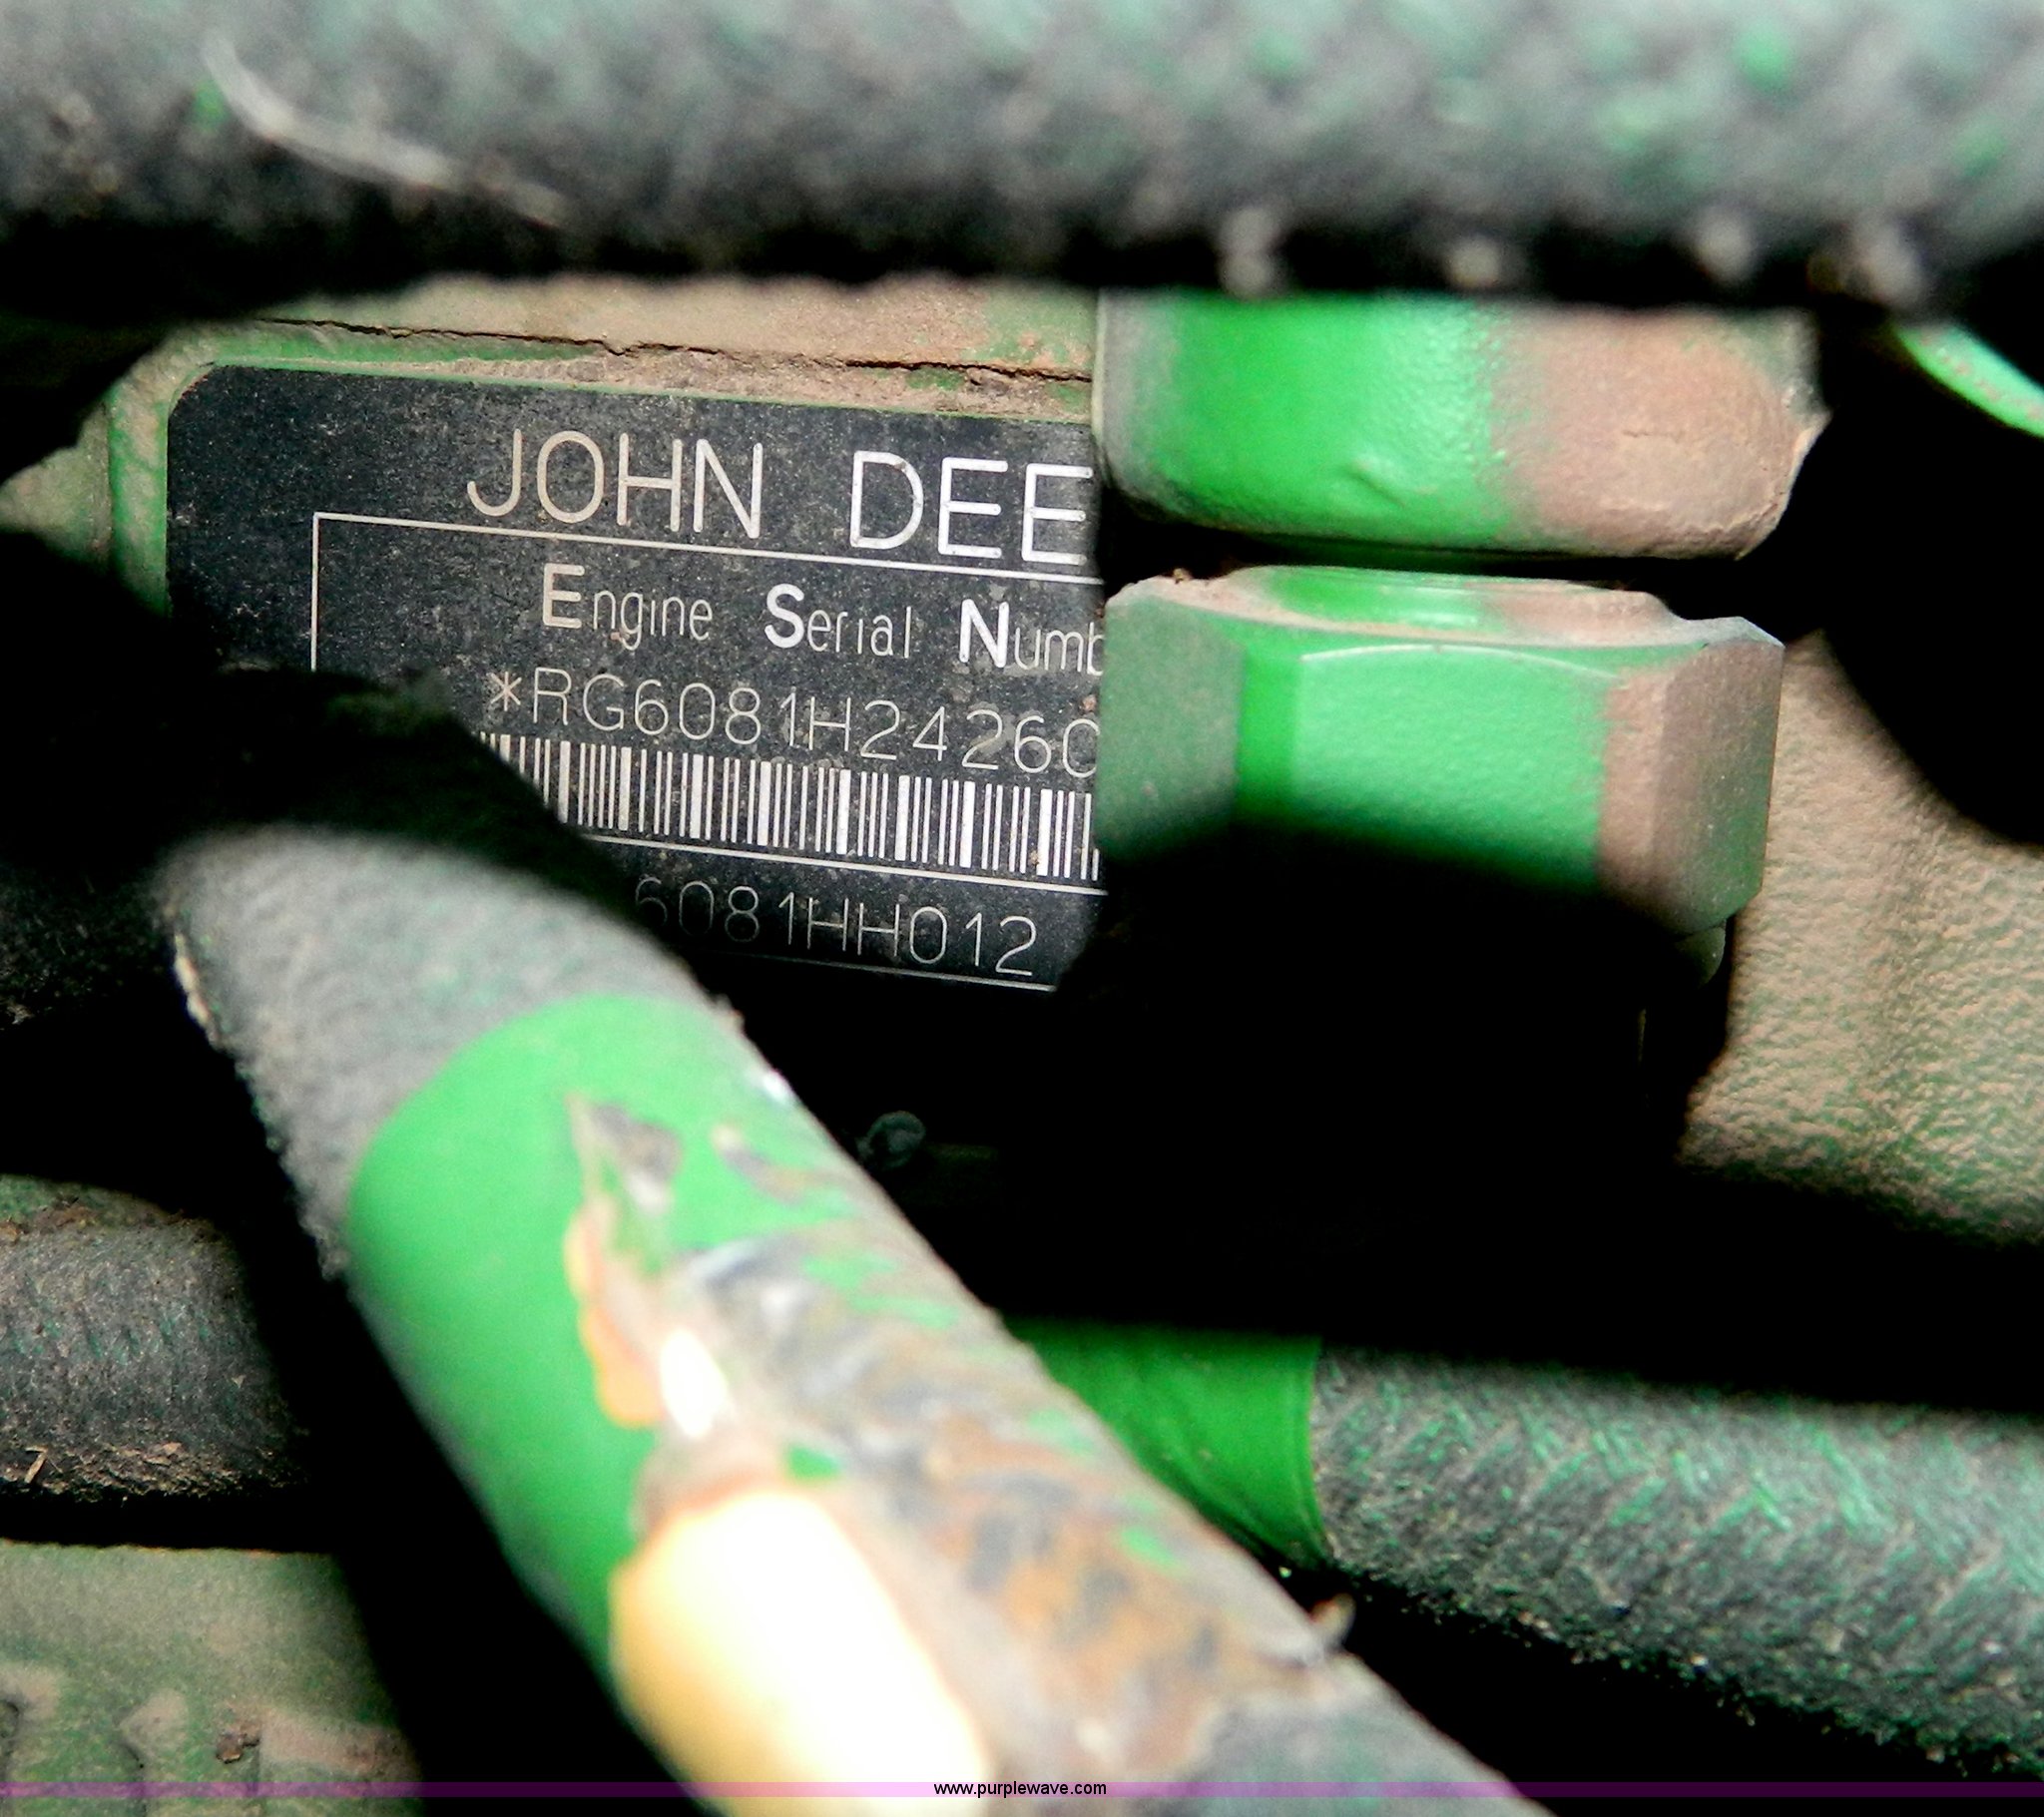 JOHN DEE
Engine Serial Numb
*RG6081H24260
6081HH012
www.purplewave.com